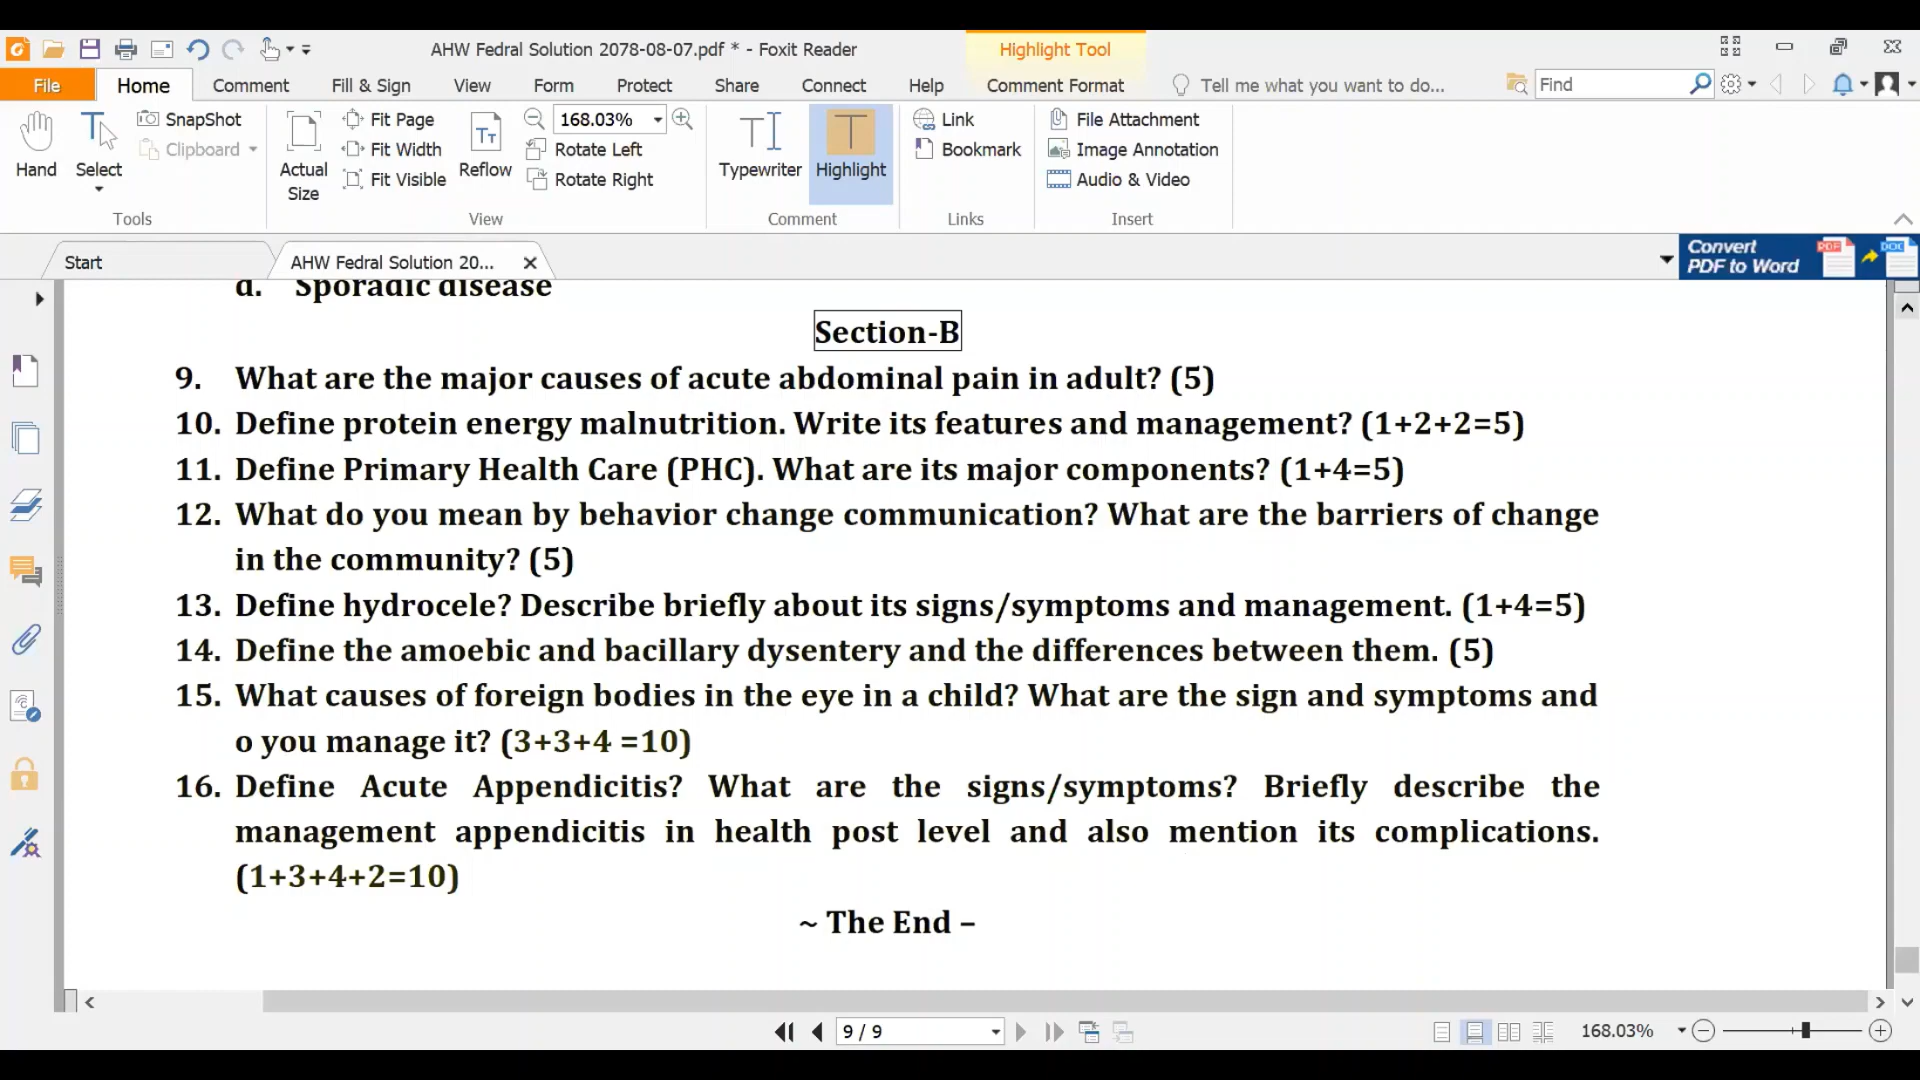 AHW Fedral Solution 2078-08-07.pdf * - Foxit Reader
Highlight Tool
File
Home
Comment
Fill & Sign
View
Form
Protect
Share
Connect
Help
Comment Format
Tell me what you want to do...
Find
Hand
Select
SnapShot
Clipboard
Tools
Actual Size
Fit Page
Fit Width
Fit Visible
Reflow
168.03%
Rotate Left
Rotate Right
View
Typewriter
Highlight
Comment
Link
Bookmark
Links
File Attachment
Image Annotation
Audio & Video
Insert
Start
AHW Fedral Solution 20...
Convert
PDF to Word
PDF
DOC
d. Sporadic disease
Section-B
9. What are the major causes of acute abdominal pain in adult? (5)
10. Define protein energy malnutrition. Write its features and management? (1+2+2=5)
11. Define Primary Health Care (PHC). What are its major components? (1+4=5)
12. What do you mean by behavior change communication? What are the barriers of change
in the community? (5)
13. Define hydrocele? Describe briefly about its signs/symptoms and management. (1+4=5)
14. Define the amoebic and bacillary dysentery and the differences between them. (5)
15. What causes of foreign bodies in the eye in a child? What are the sign and symptoms and
o you manage it? (3+3+4 =10)
16. Define Acute Appendicitis? What are the signs/symptoms? Briefly describe the
management appendicitis in health post level and also mention its complications.
(1+3+4+2=10)
~ The End –
9 / 9
168.03%